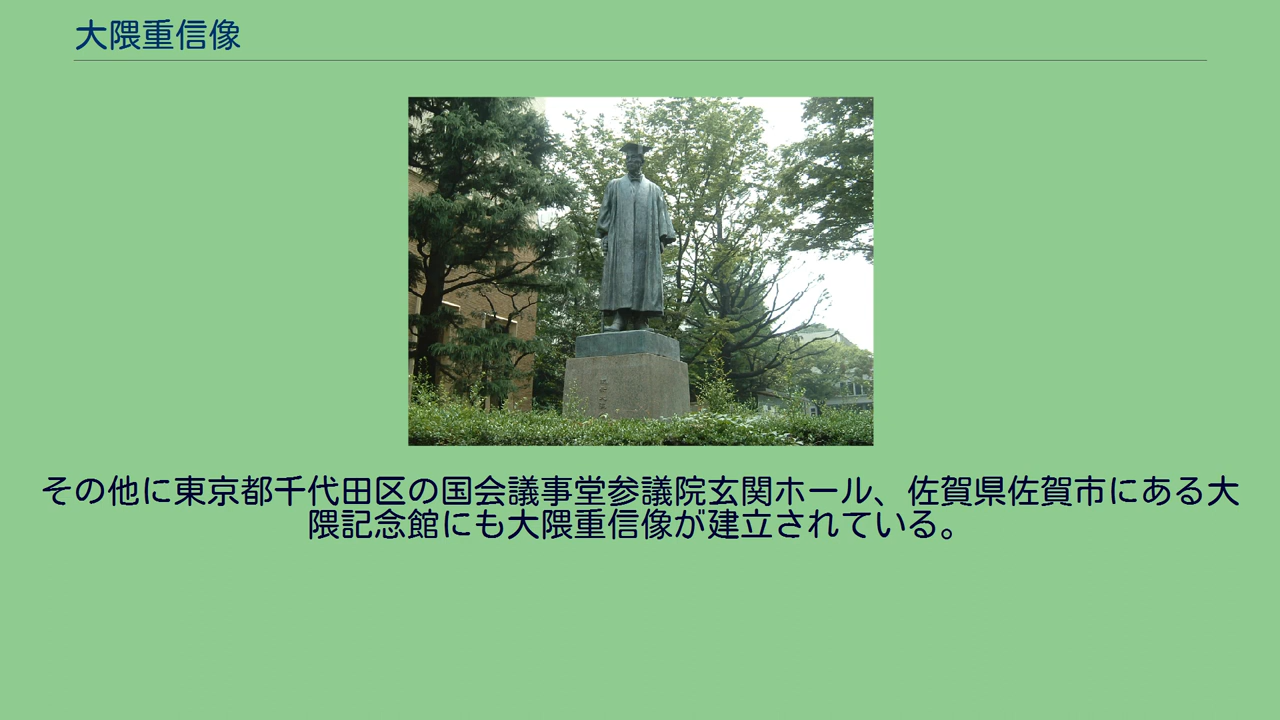 大隈重信像
その他に東京都千代田区の国会議事堂参議院玄関ホール、佐賀県佐賀市にある大
隈記念館にも大隈重信像が建立されている。